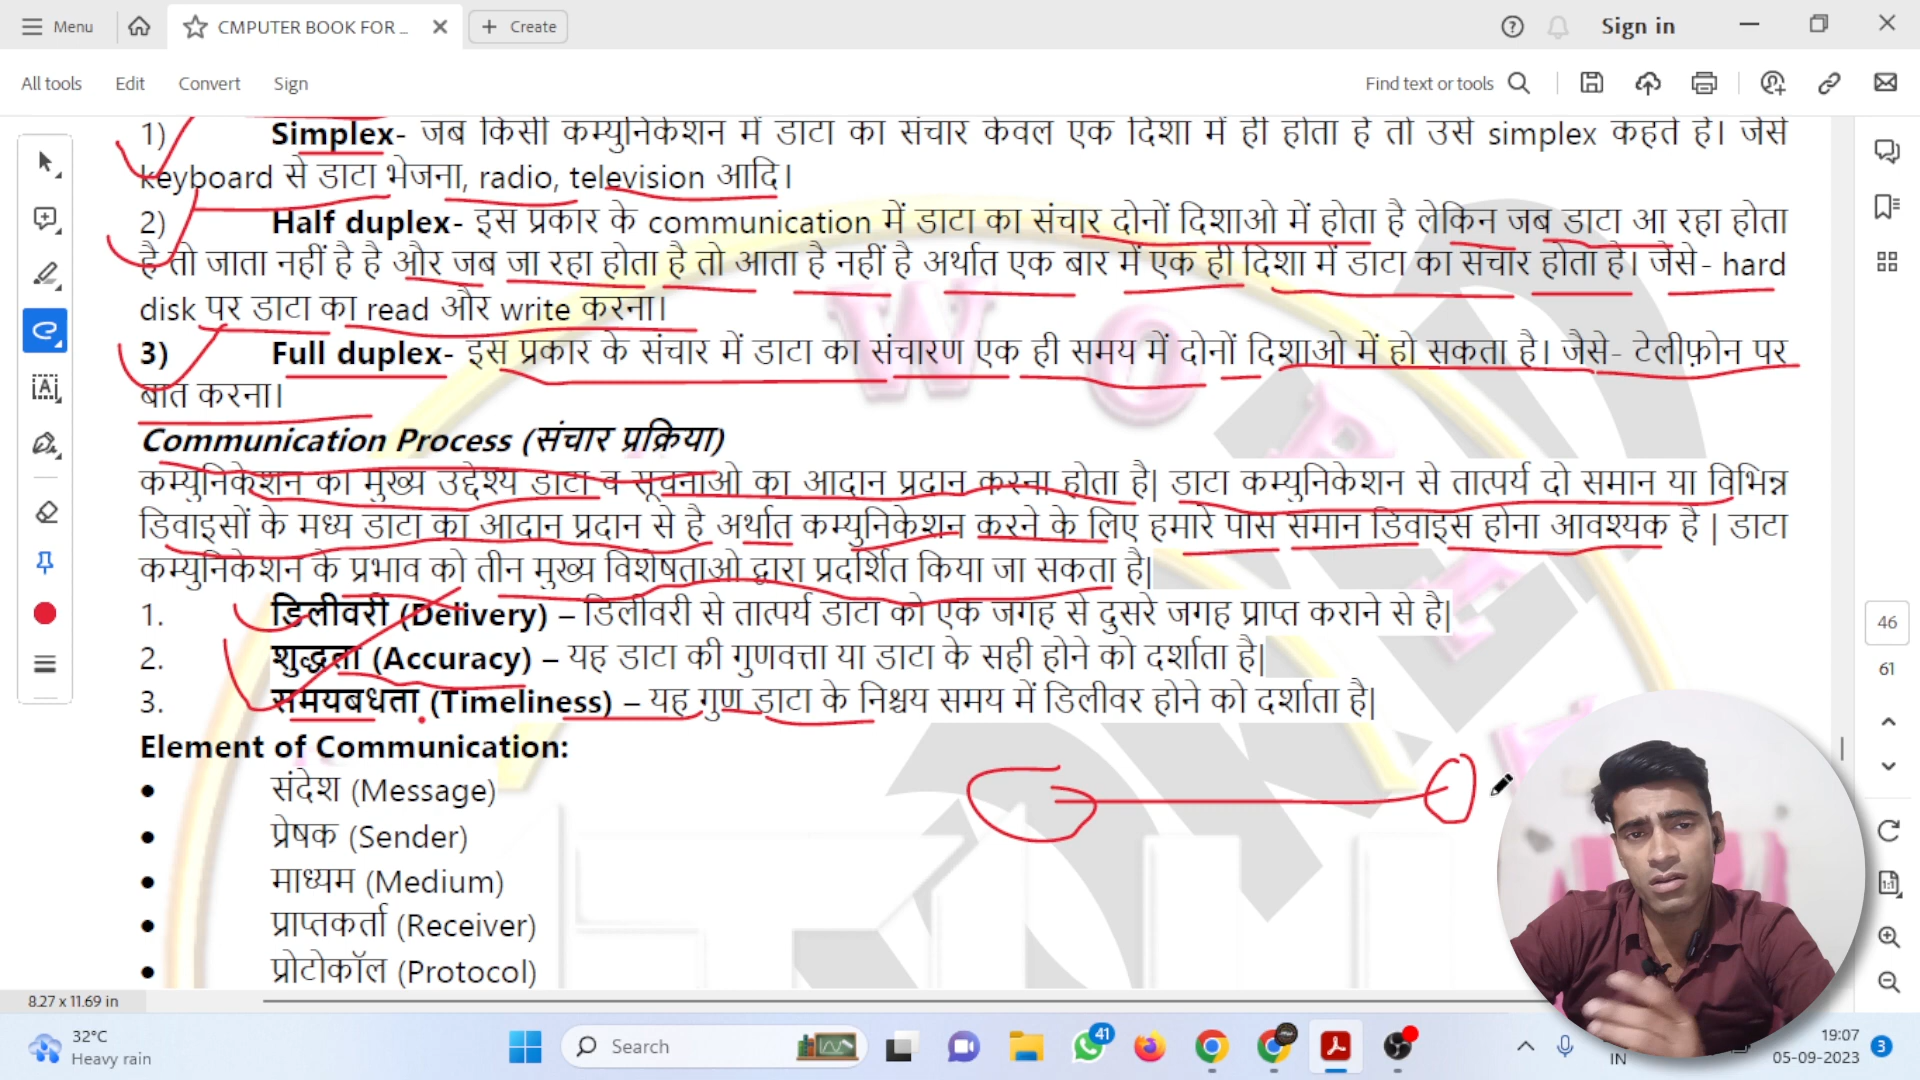 Menu
CMPUTER BOOK FOR ...
Create
Sign in
All tools
Edit
Convert
Sign
Find text or tools
1) Simplex- जब किसी कम्युनिकेशन में डाटा का संचार केवल एक दिशा में ही होता है तो उसे simplex कहते है। जैसे
keyboard से डाटा भेजना, radio, television आदि।
2) Half duplex- इस प्रकार के communication में डाटा का संचार दोनों दिशाओ में होता है लेकिन जब डाटा आ रहा होता
है तो जाता नहीं है है और जब जा रहा होता है तो आता है नहीं है अर्थात एक बार में एक ही दिशा में डाटा का संचार होता है। जेसे- hard
disk पर डाटा का read और write करना।
3) Full duplex- इस प्रकार के संचार में डाटा का संचारण एक ही समय में दोनों दिशाओ में हो सकता है। जैसे- टेलीफ़ोन पर
बात करना।
Communication Process (संचार प्रक्रिया)
कम्युनिकेशन का मुख्य उद्देश्य डाटा व सूचनाओ का आदान प्रदान करना होता है| डाटा कम्युनिकेशन से तात्पर्य दो समान या विभिन्न
डिवाइसों के मध्य डाटा का आदान प्रदान से है अर्थात कम्युनिकेशन करने के लिए हमारे पास समान डिवाइस होना आवश्यक है | डाटा
कम्युनिकेशन के प्रभाव को तीन मुख्य विशेषताओ द्वारा प्रदर्शित किया जा सकता है|
1. डिलीवरी (Delivery) – डिलीवरी से तात्पर्य डाटा को एक जगह से दुसरे जगह प्राप्त कराने से है|
2. शुद्धता (Accuracy) – यह डाटा की गुणवत्ता या डाटा के सही होने को दर्शाता है|
3. समयबधता (Timeliness) – यह गुण डाटा के निश्चय समय में डिलीवर होने को दर्शाता है|
Element of Communication:
• संदेश (Message)
• प्रेषक (Sender)
• माध्यम (Medium)
• प्राप्तकर्ता (Receiver)
• प्रोटोकॉल (Protocol)
46
61
8.27 x 11.69 in
32°C
Heavy rain
Search
41
IN
19:07
05-09-2023
3